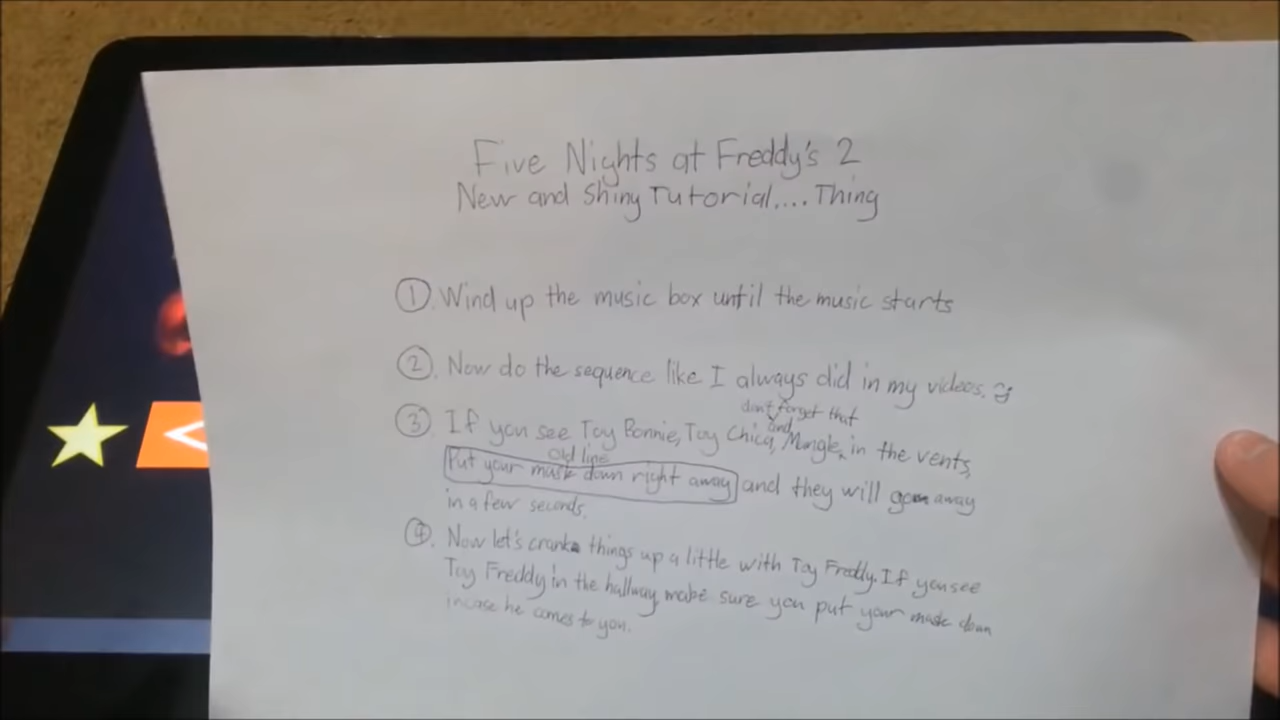 Five Nights at Freddy's 2
New and Shiny Tutorial.... Thing
1. Wind up the music box until the music starts
2. Now do the sequence like I always did in my videos.
don't forget that
3. If you see Toy Bonnie, Toy Chica, and Mangle, in the vents,
old line
Put your mask down right away and they will go away
in a few seconds.
4. Now let's crank things up a little with Toy Freddy. If you see
Toy Freddy in the hallway, make sure you put your mask down
incase he comes to you.